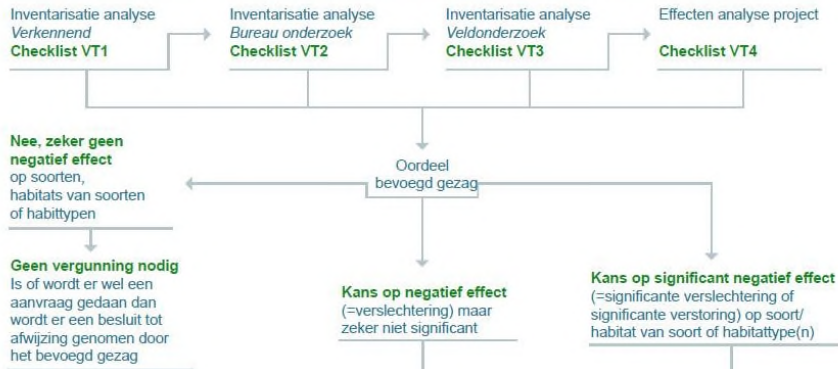 Inventarisatie analyse
Verkennend
Checklist VT1
Inventarisatie analyse
Bureau onderzoek
Checklist VT2
Inventarisatie analyse
Veldonderzoek
Checklist VT3
Effecten analyse project
Checklist VT4
Oordeel
bevoegd gezag
Nee, zeker geen
negatief effect
op soorten,
habitats van soorten
of habittypen
Geen vergunning nodig
Is of wordt er wel een
aanvraag gedaan dan
wordt er een besluit tot
afwijzing genomen door
het bevoegd gezag
Kans op negatief effect
(=verslechtering) maar
zeker niet significant
Kans op significant negatief effect
(=significante verslechtering of
significante verstoring) op soort/
habitat van soort of habitattype(n)